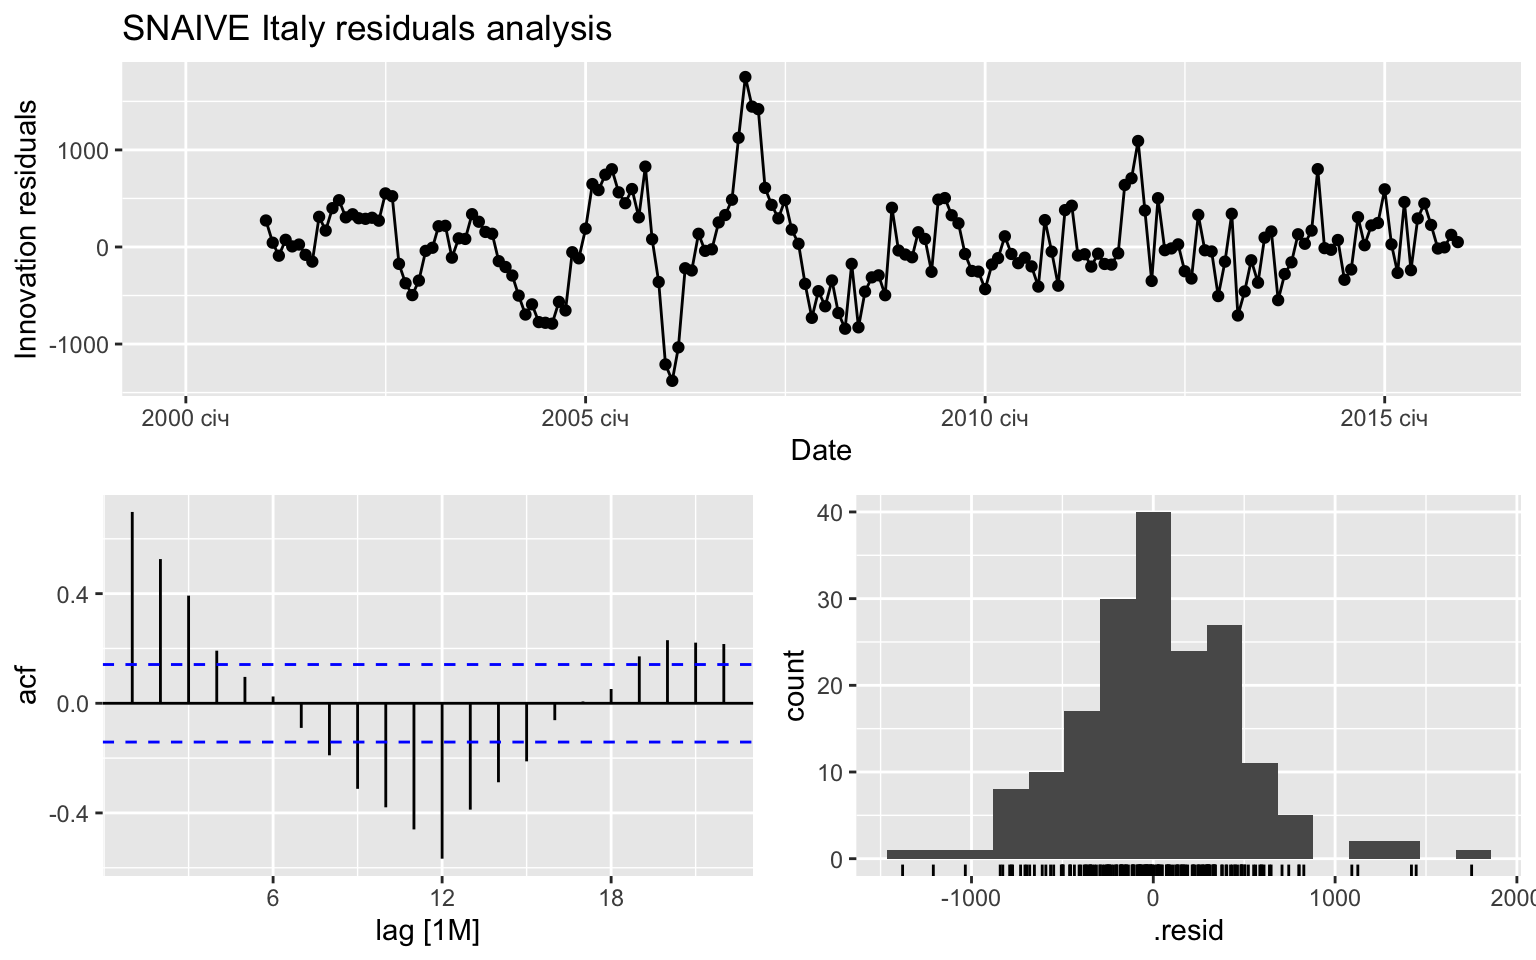 SNAIVE Italy residuals analysis
Innovation residuals
1000
0
-1000
2000 січ
2005 січ
2010 січ
2015 січ
Date
acf
0.4
0.0
-0.4
6
12
18
lag [1M]
count
40
30
20
10
0
-1000
0
1000
2000
.resid